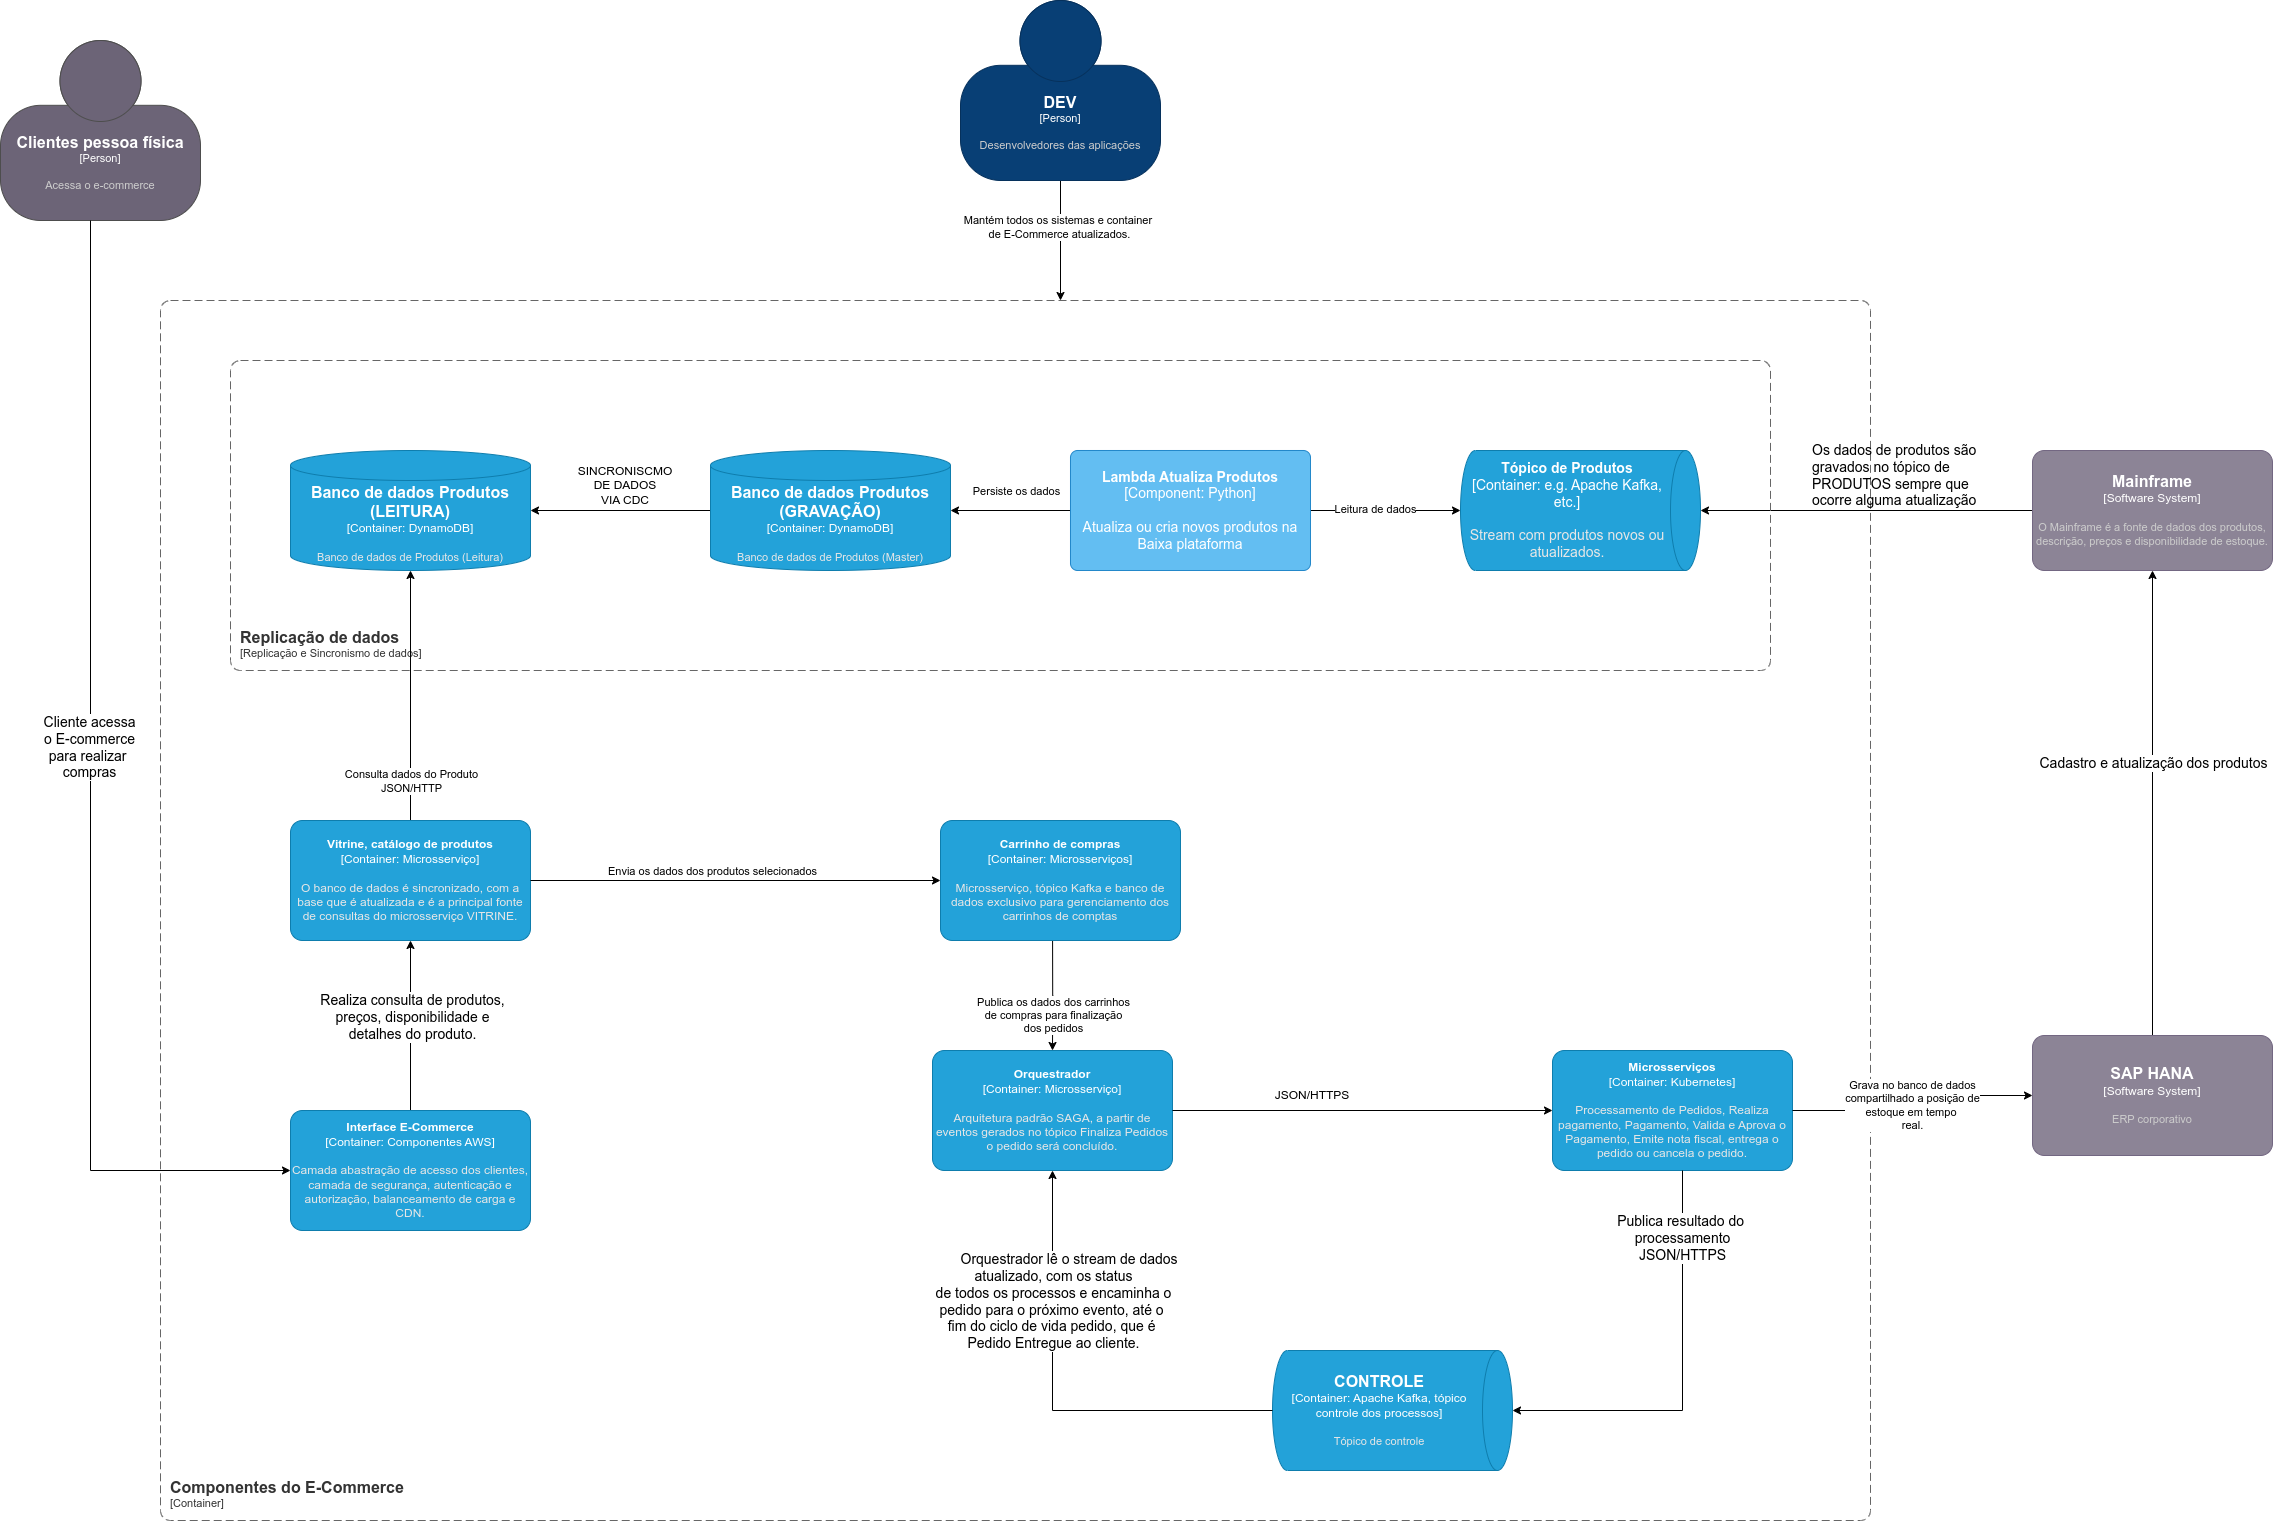 DEV
[Person]
Desenvolvedores das aplicações
Clientes pessoa física
[Person]
Acessa o e-commerce
Mantém todos os sistemas e container
de E-Commerce atualizados.
Banco de dados Produtos
(LEITURA)
[Container: DynamoDB]
Banco de dados de Produtos (Leitura)
SINCRONISCMO
DE DADOS
VIA CDC
Banco de dados Produtos
(GRAVAÇÃO)
[Container: DynamoDB]
Banco de dados de Produtos (Master)
Persiste os dados
Lambda Atualiza Produtos
[Component: Python]
Atualiza ou cria novos produtos na
Baixa plataforma
Leitura de dados
Tópico de Produtos
[Container: e.g. Apache Kafka,
etc.]
Stream com produtos novos ou
atualizados.
Os dados de produtos são
gravados no tópico de
PRODUTOS sempre que
ocorre alguma atualização
Mainframe
[Software System]
O Mainframe é a fonte de dados dos produtos,
descrição, preços e disponibilidade de estoque.
Replicação de dados
[Replicação e Sincronismo de dados]
Cliente acessa
o E-commerce
para realizar
compras
Consulta dados do Produto
JSON/HTTP
Cadastro e atualização dos produtos
Vitrine, catálogo de produtos
[Container: Microsserviço]
O banco de dados é sincronizado, com a
base que é atualizada e é a principal fonte
de consultas do microsserviço VITRINE.
Envia os dados dos produtos selecionados
Carrinho de compras
[Container: Microsserviços]
Microsserviço, tópico Kafka e banco de
dados exclusivo para gerenciamento dos
carrinhos de comptas
Realiza consulta de produtos,
preços, disponibilidade e
detalhes do produto.
Publica os dados dos carrinhos
de compras para finalização
dos pedidos
Interface E-Commerce
[Container: Componentes AWS]
Camada abastração de acesso dos clientes,
camada de segurança, autenticação e
autorização, balanceamento de carga e
CDN.
Orquestrador
[Container: Microsserviço]
Arquitetura padrão SAGA, a partir de
eventos gerados no tópico Finaliza Pedidos
o pedido será concluído.
JSON/HTTPS
Microsserviços
[Container: Kubernetes]
Processamento de Pedidos, Realiza
pagamento, Pagamento, Valida e Aprova o
Pagamento, Emite nota fiscal, entrega o
pedido ou cancela o pedido.
Grava no banco de dados
compartilhado a posição de
estoque em tempo
real.
SAP HANA
[Software System]
ERP corporativo
Publica resultado do
processamento
JSON/HTTPS
Orquestrador lê o stream de dados
atualizado, com os status
de todos os processos e encaminha o
pedido para o próximo evento, até o
fim do ciclo de vida pedido, que é
Pedido Entregue ao cliente.
CONTROLE
[Container: Apache Kafka, tópico
controle dos processos]
Tópico de controle
Componentes do E-Commerce
[Container]